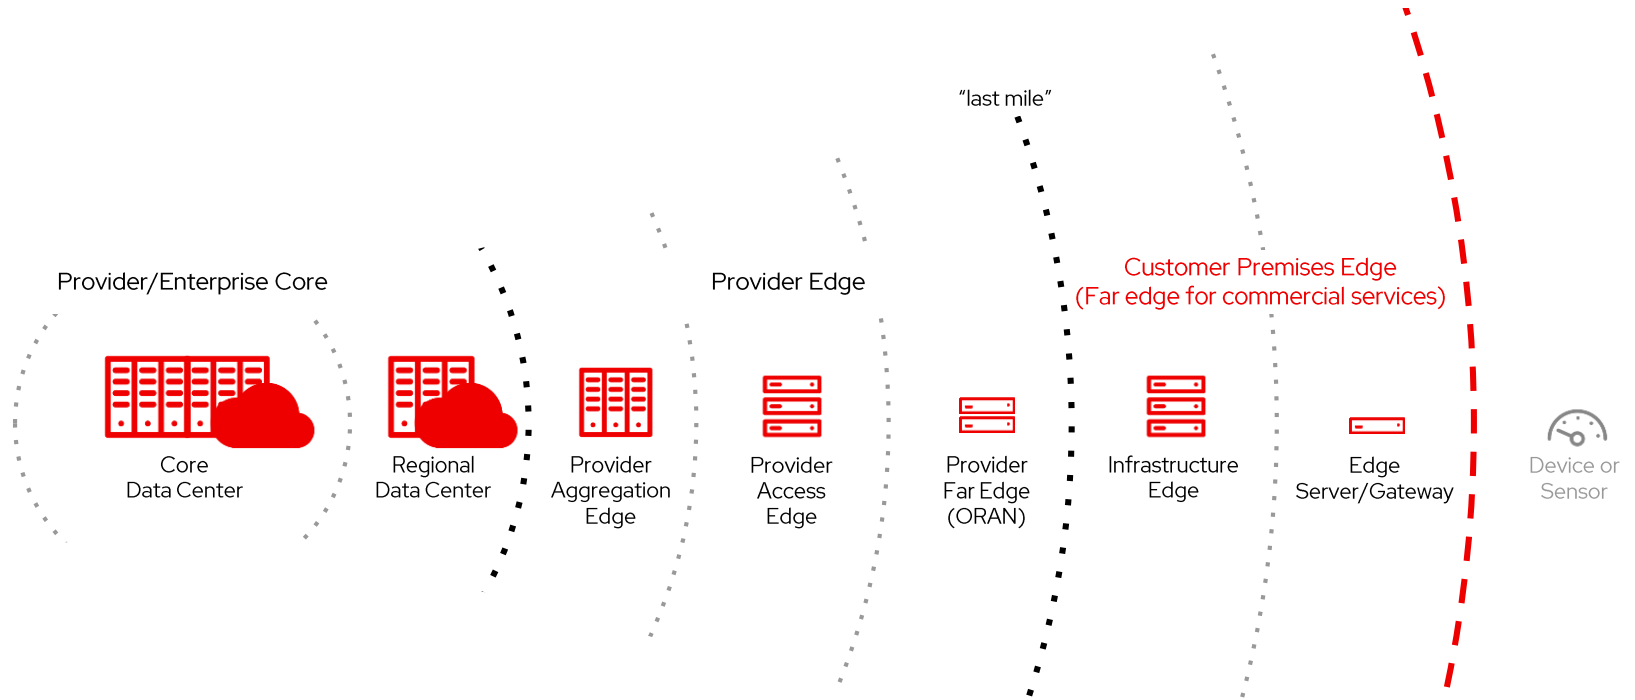 “last mile”
Provider/Enterprise Core
Provider Edge
Customer Premises Edge
(Far edge for commercial services)
Core
Data Center
Regional
Data Center
Provider
Aggregation
Edge
Provider
Access
Edge
Provider
Far Edge
(ORAN)
Infrastructure
Edge
Edge
Server/Gateway
Device or
Sensor